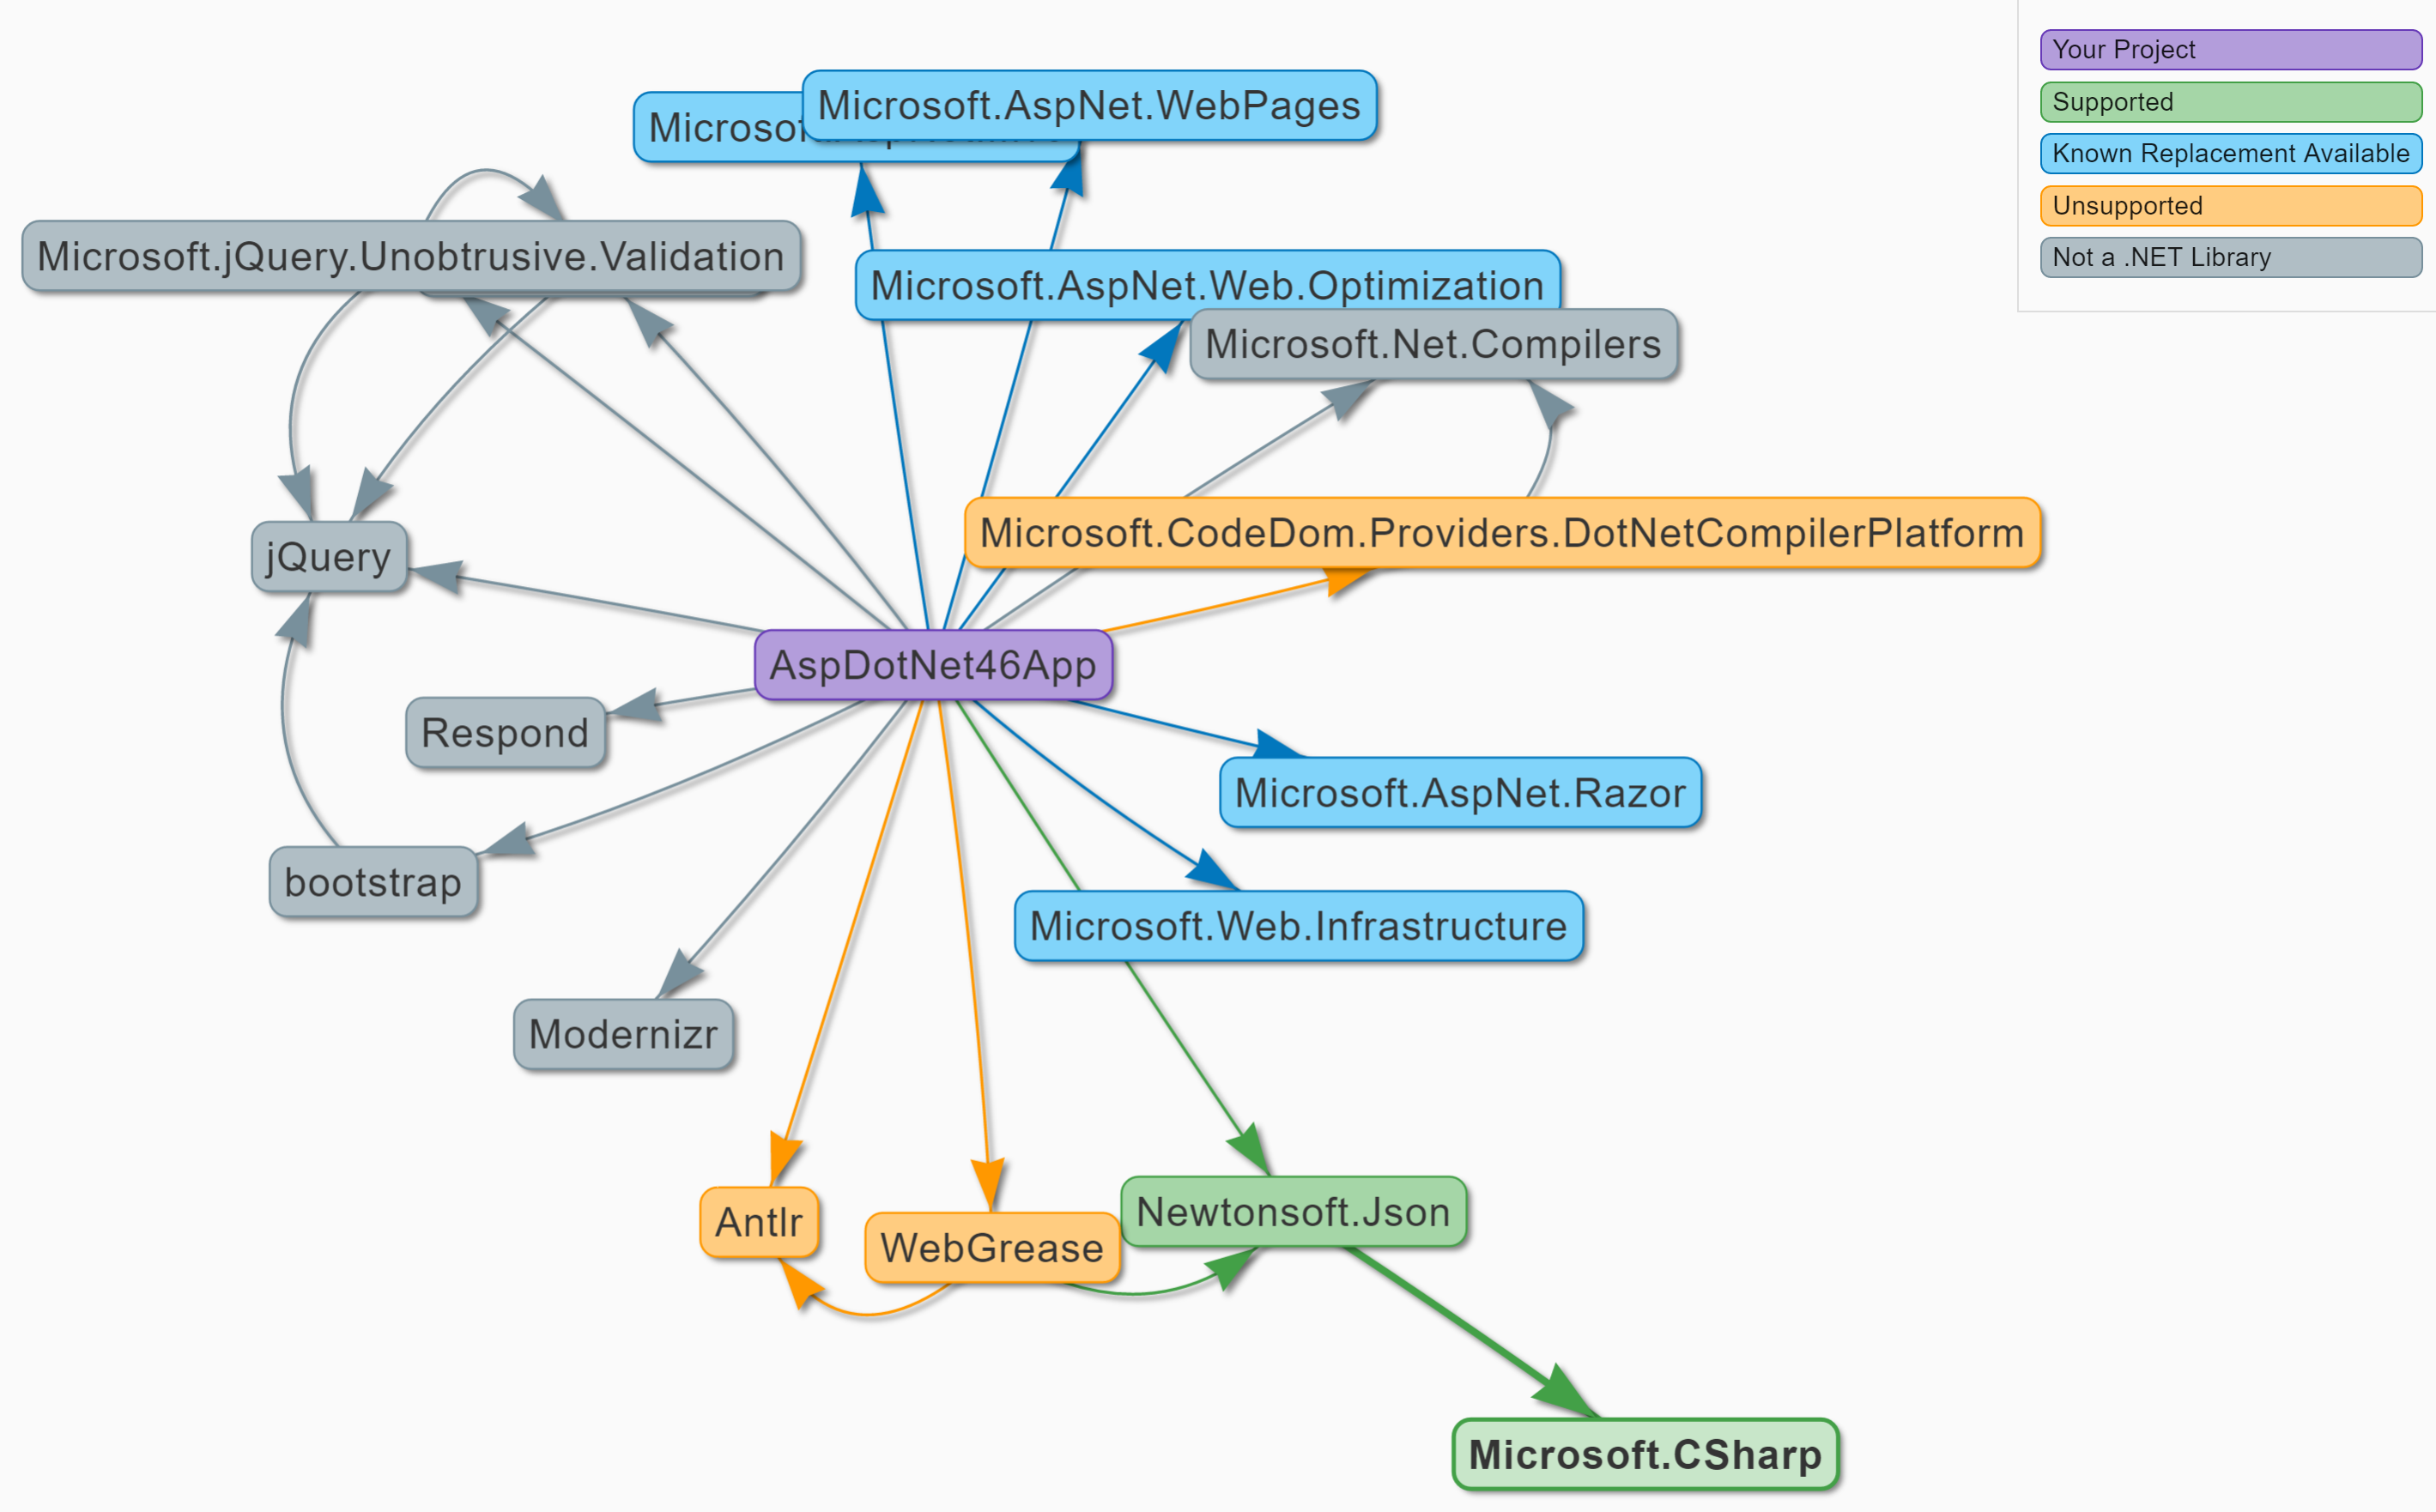 Your Project
Supported
Known Replacement Available
Unsupported
Not a .NET Library
Microsoft.AspNet.WebPages
Microsoft.jQuery.Unobtrusive.Validation
Microsoft.AspNet.Web.Optimization
Microsoft.Net.Compilers
Microsoft.CodeDom.Providers.DotNetCompilerPlatform
jQuery
AspDotNet46App
Respond
Microsoft.AspNet.Razor
bootstrap
Microsoft.Web.Infrastructure
Modernizr
Antlr
WebGrease
Newtonsoft.Json
Microsoft.CSharp